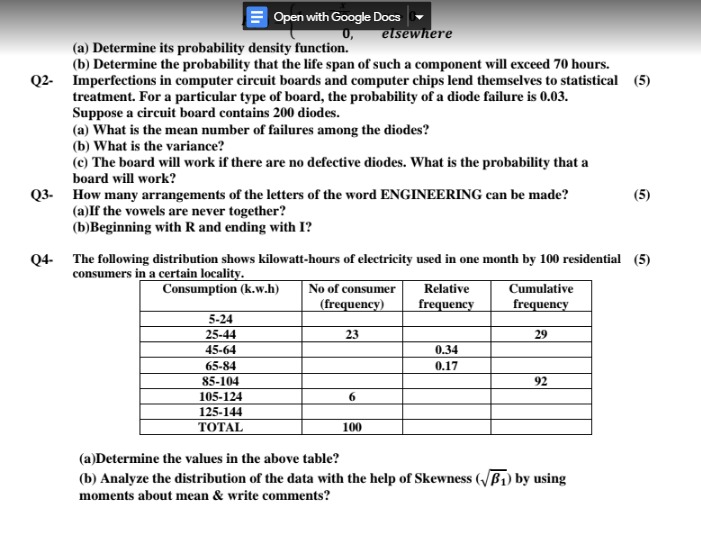 Open with Google Docs
0, elsewhere
(a) Determine its probability density function.
(b) Determine the probability that the life span of such a component will exceed 70 hours.
Q2- Imperfections in computer circuit boards and computer chips lend themselves to statistical (5)
treatment. For a particular type of board, the probability of a diode failure is 0.03.
Suppose a circuit board contains 200 diodes.
(a) What is the mean number of failures among the diodes?
(b) What is the variance?
(c) The board will work if there are no defective diodes. What is the probability that a
board will work?
Q3- How many arrangements of the letters of the word ENGINEERING can be made? (5)
(a)If the vowels are never together?
(b)Beginning with R and ending with I?
Q4- The following distribution shows kilowatt-hours of electricity used in one month by 100 residential (5)
consumers in a certain locality.
Consumption (k.w.h) No of consumer Relative Cumulative
(frequency) frequency frequency
5-24
25-44 23 29
45-64 0.34
65-84 0.17
85-104 92
105-124 6
125-144
TOTAL 100
(a)Determine the values in the above table?
(b) Analyze the distribution of the data with the help of Skewness (√β₁) by using
moments about mean & write comments?